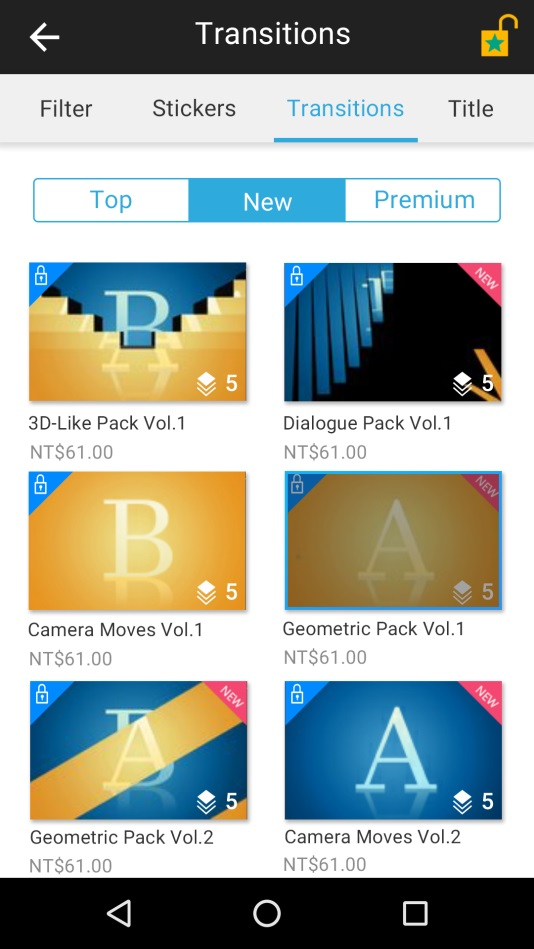 Transitions
Filter Stickers Transitions Title
Top New Premium
B
A
5
NEW
5
3D-Like Pack Vol.1 Dialogue Pack Vol.1
NT$61.00 NT$61.00
B
5
NEW
A
5
Camera Moves Vol.1 Geometric Pack Vol.1
NT$61.00 NT$61.00
NEW
B
A
5
NEW
A
5
Geometric Pack Vol.2 Camera Moves Vol.2
NT$61.00 NT$61.00